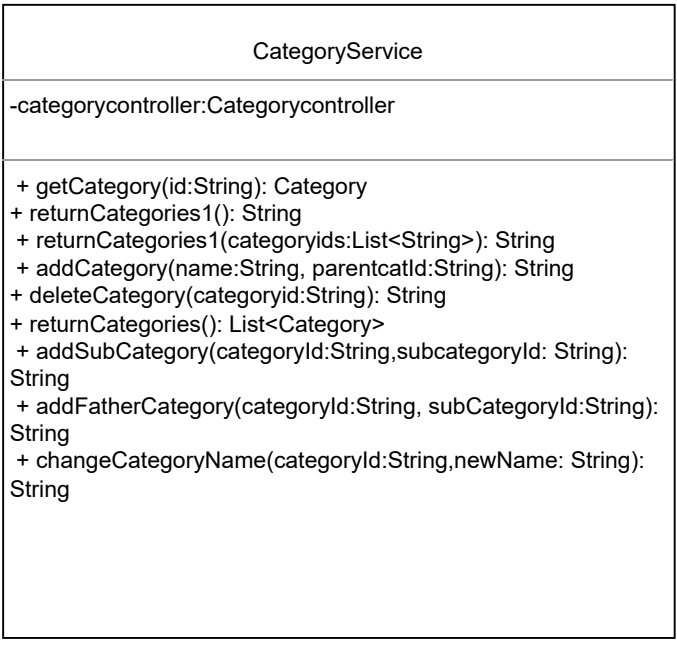 CategoryService
-categorycontroller:Categorycontroller
+ getCategory(id:String): Category
+ returnCategories1(): String
+ returnCategories1(categoryids:List<String>): String
+ addCategory(name:String, parentcatId:String): String
+ deleteCategory(categoryid:String): String
+ returnCategories(): List<Category>
+ addSubCategory(categoryId:String,subcategoryId: String):
String
+ addFatherCategory(categoryId:String, subCategoryId:String):
String
+ changeCategoryName(categoryId:String,newName: String):
String